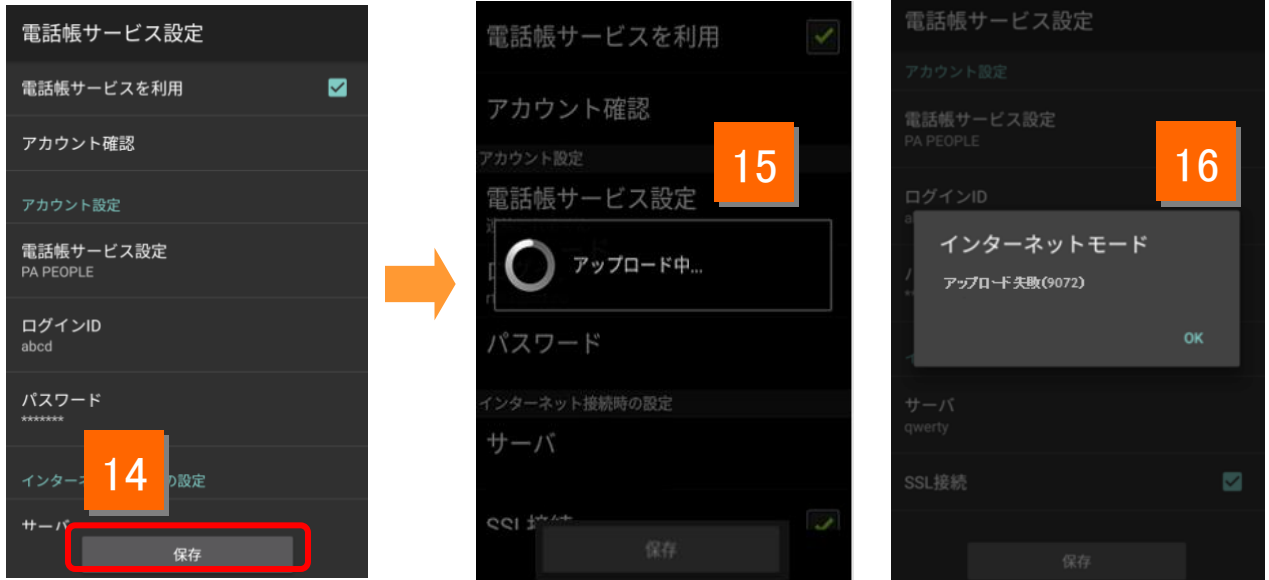 電話帳サービス設定
電話帳サービスを利用
アカウント確認
アカウント設定
電話帳サービス設定
PA PEOPLE
ログインID
abcd
パスワード
*******
14
インターネ
の設定
サーバ
保存
電話帳サービスを利用
アカウント確認
15
アカウント設定
電話帳サービス設定
アップロード中...
パスワード
インターネット接続時の設定
サーバ
SSL接続
保存
電話帳サービス設定
アカウント設定
電話帳サービス設定
PA PEOPLE
16
ログインID
インターネットモード
アップロード失敗(9072)
OK
サーバ
qwerty
SSL接続
保存